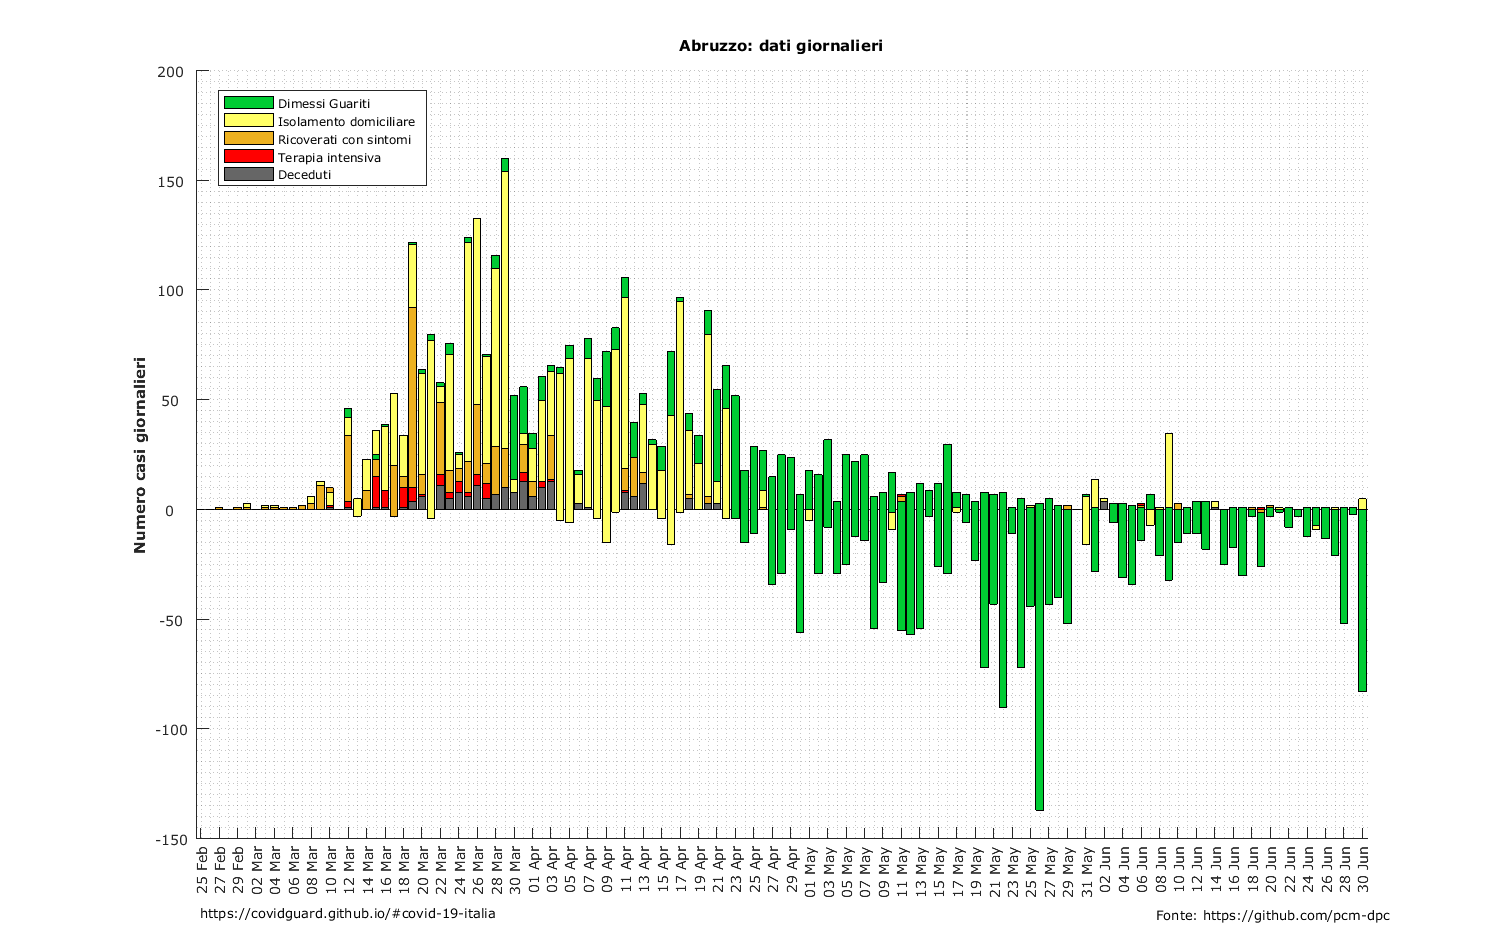 Abruzzo: dati giornalieri
200
150
100
50
0
-50
-100
-150
Numero casi giornalieri
Dimessi Guariti
Isolamento domiciliare
Ricoverati con sintomi
Terapia intensiva
Deceduti
25 Feb
27 Feb
29 Feb
02 Mar
04 Mar
06 Mar
08 Mar
10 Mar
12 Mar
14 Mar
16 Mar
18 Mar
20 Mar
22 Mar
24 Mar
26 Mar
28 Mar
30 Mar
01 Apr
03 Apr
05 Apr
07 Apr
09 Apr
11 Apr
13 Apr
15 Apr
17 Apr
19 Apr
21 Apr
23 Apr
25 Apr
27 Apr
29 Apr
01 May
03 May
05 May
07 May
09 May
11 May
13 May
15 May
17 May
19 May
21 May
23 May
25 May
27 May
29 May
31 May
02 Jun
04 Jun
06 Jun
08 Jun
10 Jun
12 Jun
14 Jun
16 Jun
18 Jun
20 Jun
22 Jun
24 Jun
26 Jun
28 Jun
30 Jun
https://covidguard.github.io/#covid-19-italia
Fonte: https://github.com/pcm-dpc